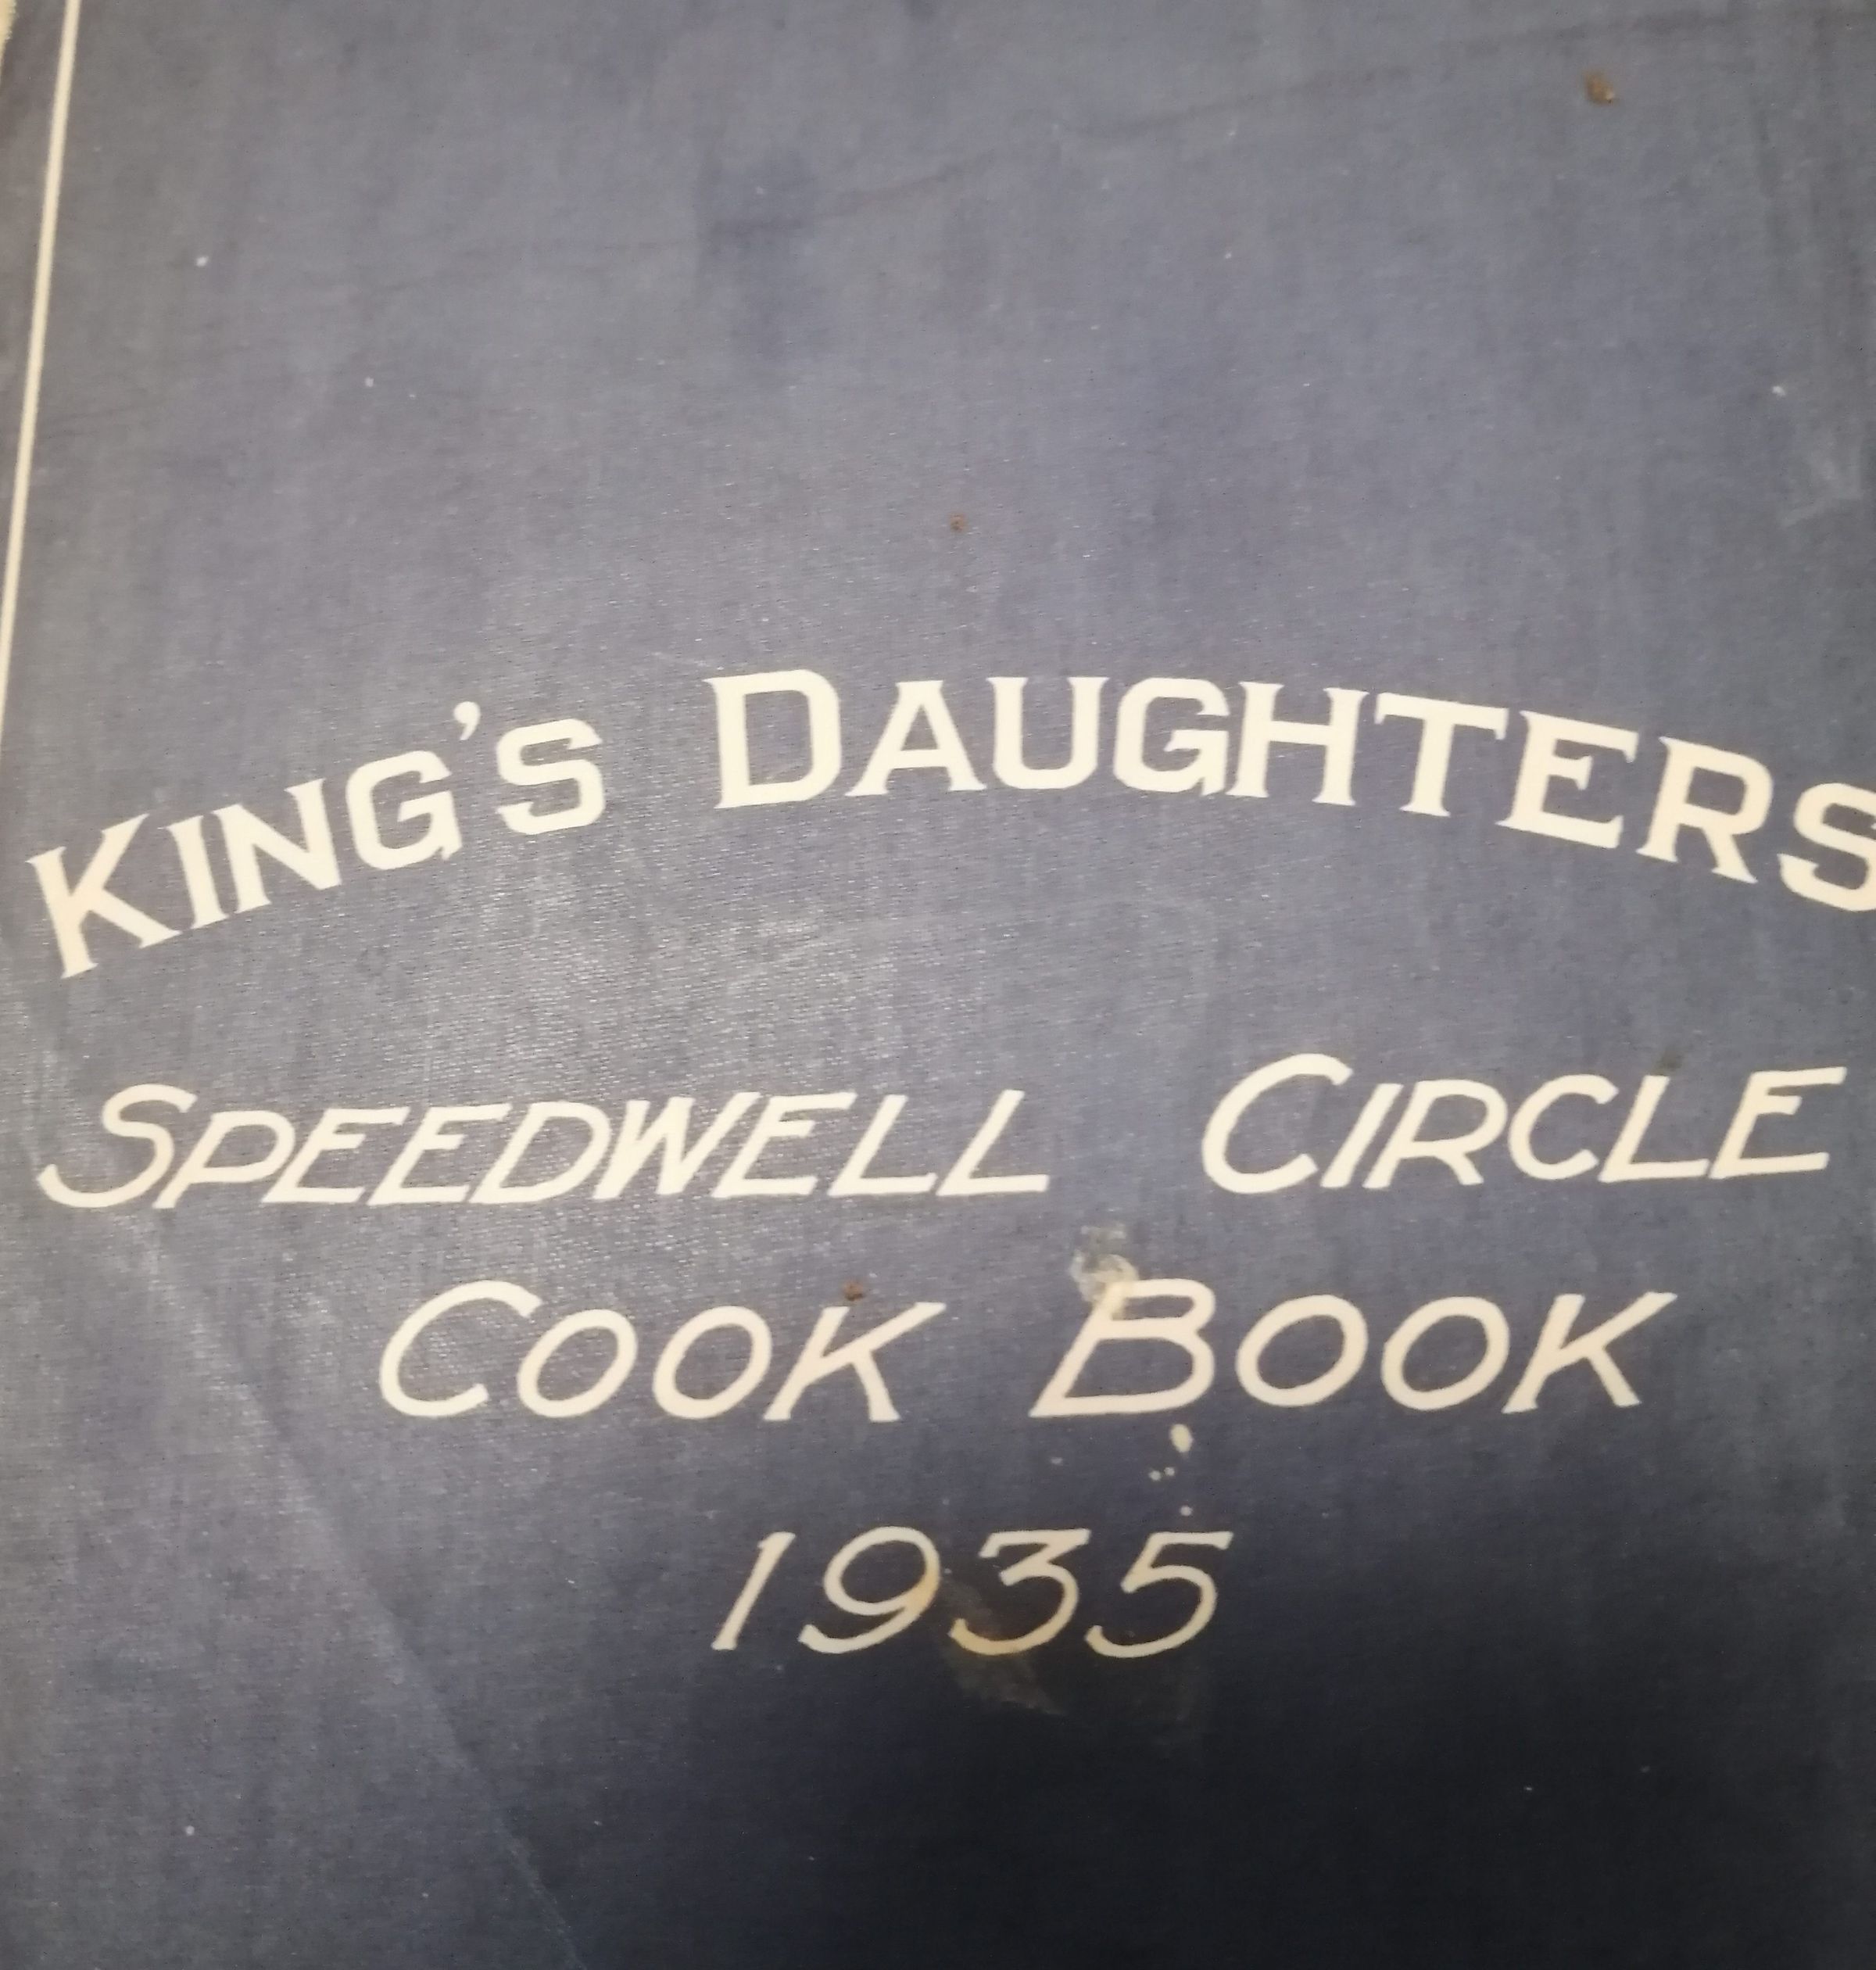 KING'S DAUGHTERS
SPEEDWELL CIRCLE
COOK BOOK
1935